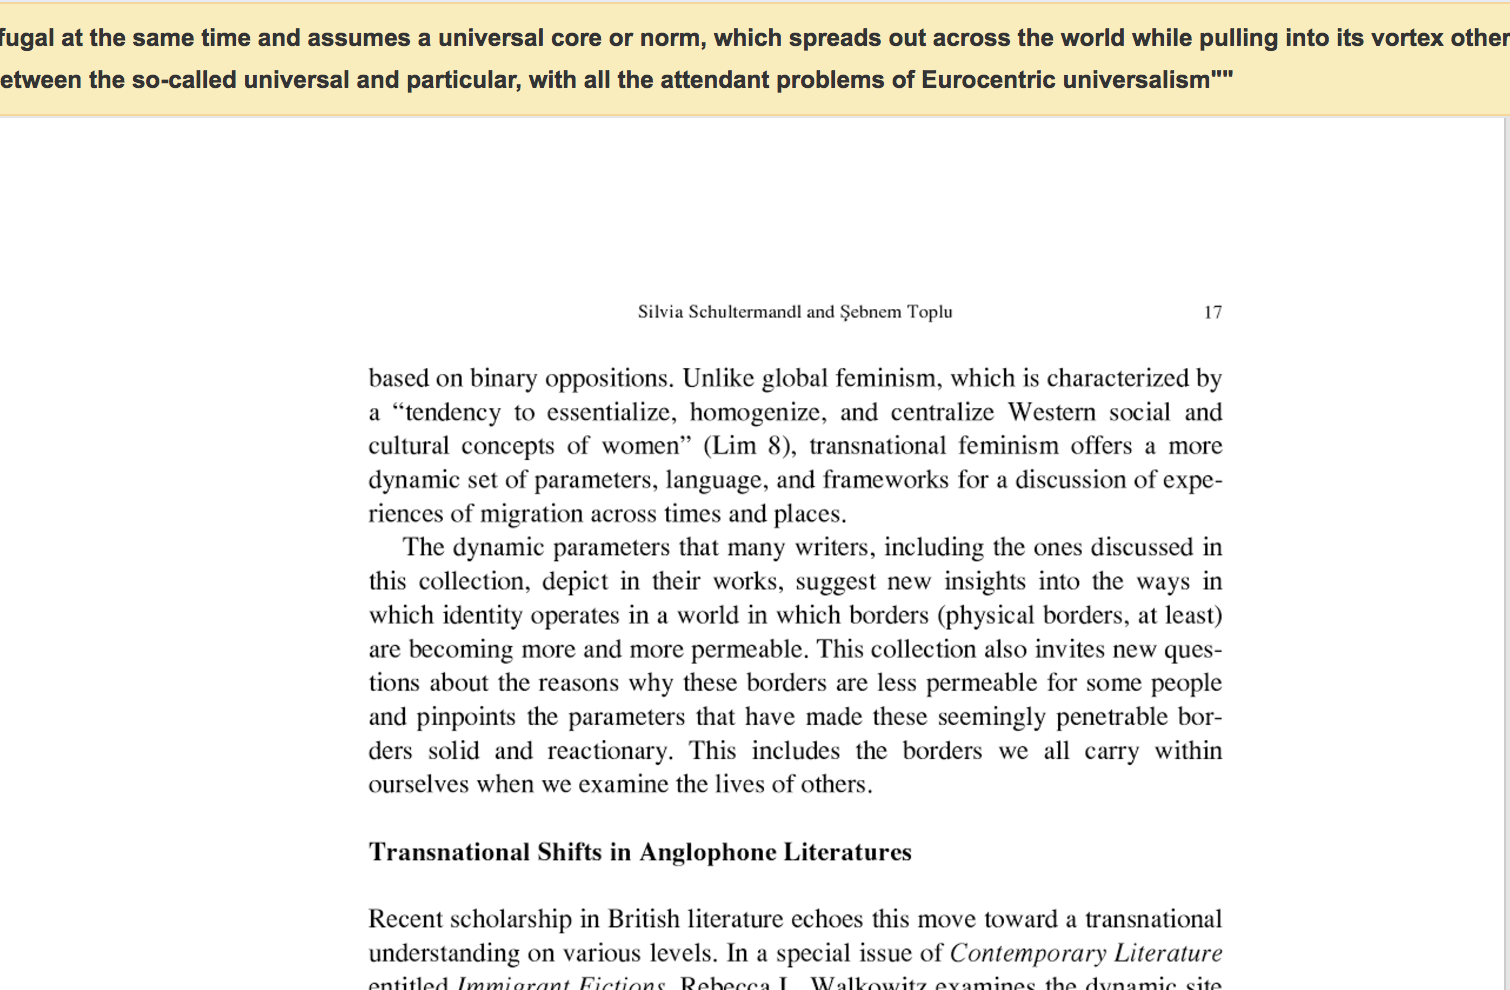 fugal at the same time and assumes a universal core or norm, which spreads out across the world while pulling into its vortex other
etween the so-called universal and particular, with all the attendant problems of Eurocentric universalism""
Silvia Schultermandl and Şebnem Toplu 17
based on binary oppositions. Unlike global feminism, which is characterized by
a “tendency to essentialize, homogenize, and centralize Western social and
cultural concepts of women” (Lim 8), transnational feminism offers a more
dynamic set of parameters, language, and frameworks for a discussion of expe-
riences of migration across times and places.
The dynamic parameters that many writers, including the ones discussed in
this collection, depict in their works, suggest new insights into the ways in
which identity operates in a world in which borders (physical borders, at least)
are becoming more and more permeable. This collection also invites new ques-
tions about the reasons why these borders are less permeable for some people
and pinpoints the parameters that have made these seemingly penetrable bor-
ders solid and reactionary. This includes the borders we all carry within
ourselves when we examine the lives of others.
Transnational Shifts in Anglophone Literatures
Recent scholarship in British literature echoes this move toward a transnational
understanding on various levels. In a special issue of Contemporary Literature
entitled Immigrant Fictions, Rebecca L. Walkowitz examines the dynamic site